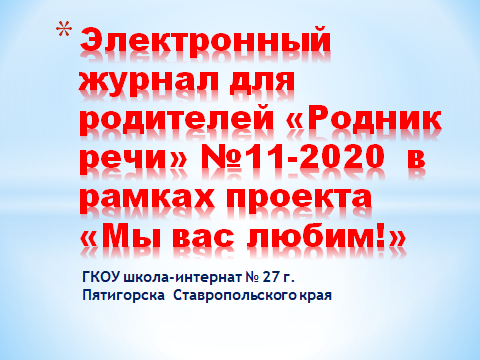 * Электронный
журнал для
родителей «Родник
речи» №11-2020 в
рамках проекта
«Мы вас любим!»
ГКОУ школа-интернат № 27 г.
Пятигорска Ставропольского края